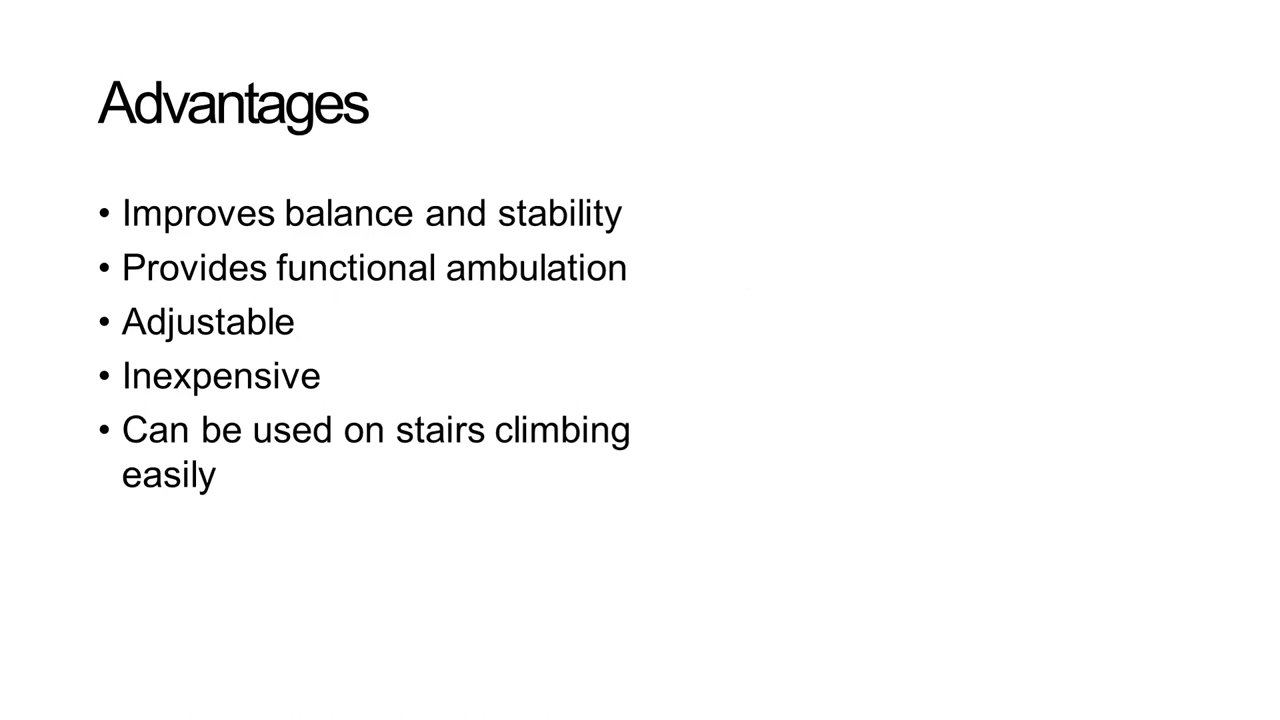 Advantages
• Improves balance and stability
• Provides functional ambulation
• Adjustable
• Inexpensive
• Can be used on stairs climbing
easily